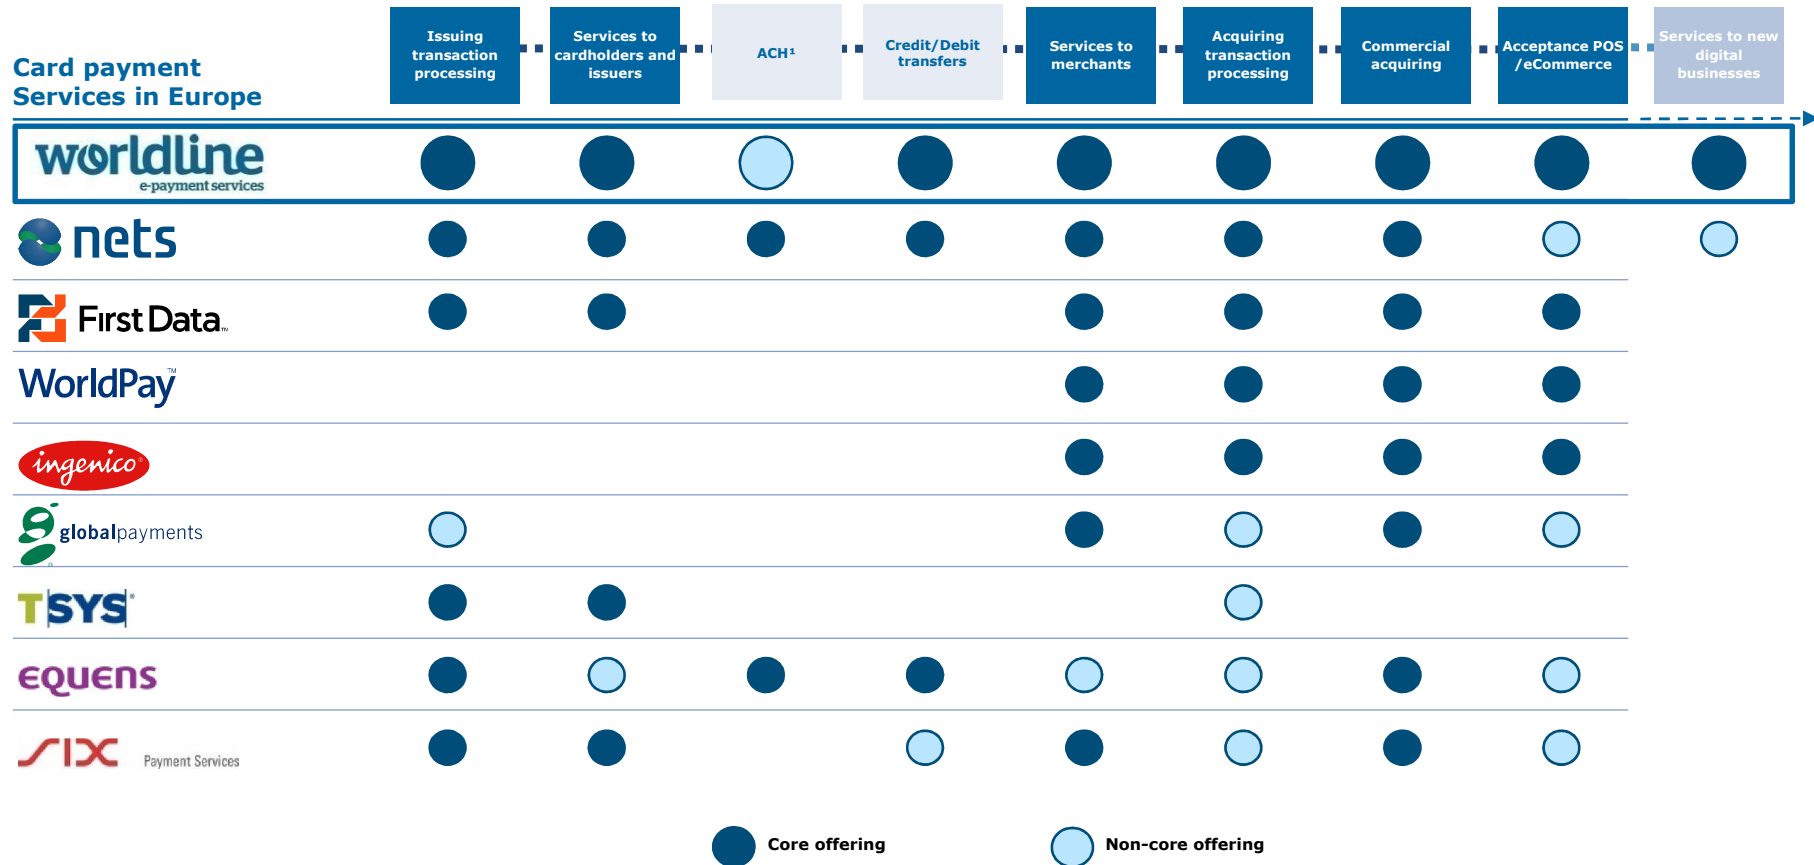 Card payment
Services in Europe
Issuing
transaction
processing
Services to
cardholders and
issuers
ACH¹
Credit/Debit
transfers
Services to
merchants
Acquiring
transaction
processing
Commercial
acquiring
Acceptance POS
/eCommerce
Services to new
digital
businesses
worldline
e-payment services
nets
First Data™
WorldPay™
ingenico®
globalpayments®
TSYS®
EQUENS
SIX Payment Services
Core offering
Non-core offering